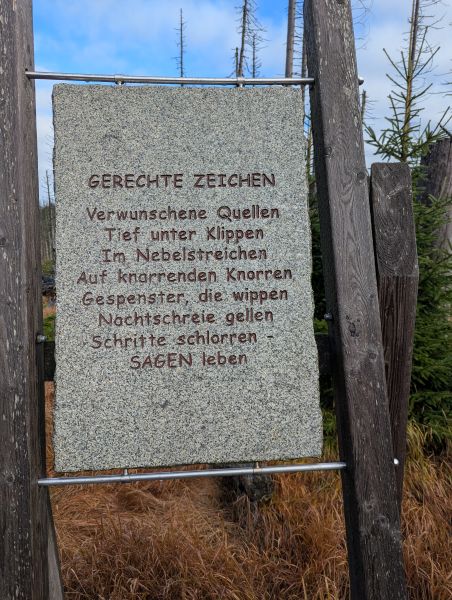 GERECHTE ZEICHEN
Verwunschene Quellen
Tief unter Klippen
Im Nebelstreichen
Auf knorrenden Knorren
Gespenster, die wippen
Nachtschreie gellen
Schritte schlorren -
SAGEN leben